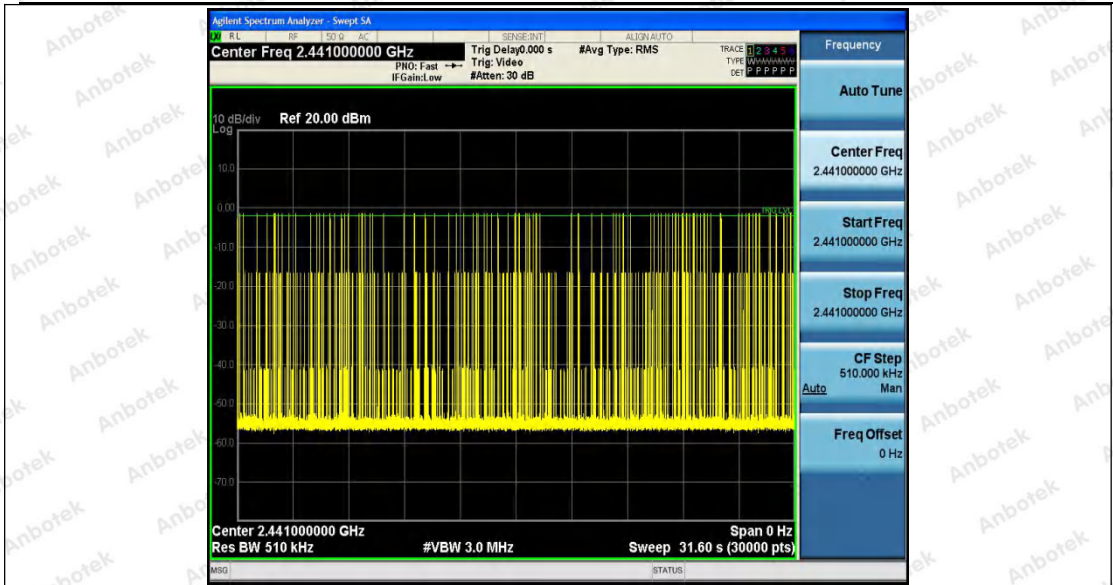 Agilent Spectrum Analyzer - Swept SA
RL RF 50 Ω AC SENSE:INT ALIGN AUTO
Center Freq 2.441000000 GHz
PNO: Fast
IFGain:Low
Trig Delay0.000 s
Trig: Video
#Atten: 30 dB
#Avg Type: RMS
TRACE 1 2 3 4 5 6
TYPE
DET P P P P P P
10 dB/div
Log
Ref 20.00 dBm
10.0
0.00
-10.0
-20.0
-30.0
-40.0
-50.0
-60.0
-70.0
TRIG LVL
Center 2.441000000 GHz
Span 0 Hz
Res BW 510 kHz
#VBW 3.0 MHz
Sweep 31.60 s (30000 pts)
MSG
STATUS
Frequency
Auto Tune
Center Freq
2.441000000 GHz
Start Freq
2.441000000 GHz
Stop Freq
2.441000000 GHz
CF Step
510.000 kHz
Auto Man
Freq Offset
0 Hz
Anbotek